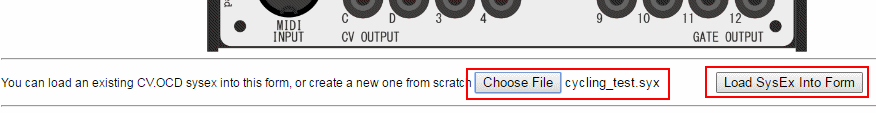 C D 3 4 9 10 11 12
MIDI
INPUT CV OUTPUT GATE OUTPUT
You can load an existing CV.OCD sysex into this form, or create a new one from scratch Choose File cycling_test.syx Load SysEx Into Form